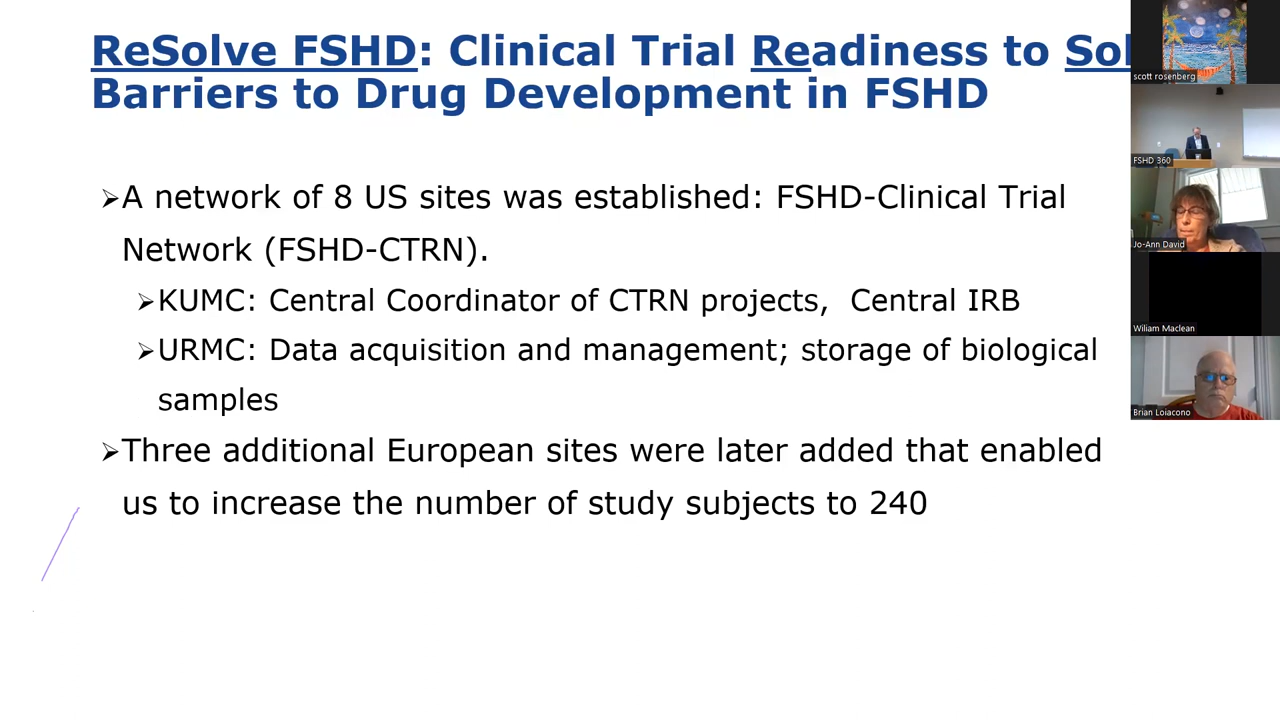 ReSolve FSHD: Clinical Trial Readiness to Sol
Barriers to Drug Development in FSHD
➢A network of 8 US sites was established: FSHD-Clinical Trial
Network (FSHD-CTRN).
➢KUMC: Central Coordinator of CTRN projects,  Central IRB
➢URMC: Data acquisition and management; storage of biological
samples
➢Three additional European sites were later added that enabled
us to increase the number of study subjects to 240
scott rosenberg
FSHD 360
Jo-Ann David
Wiliam Maclean
Brian Loiacono